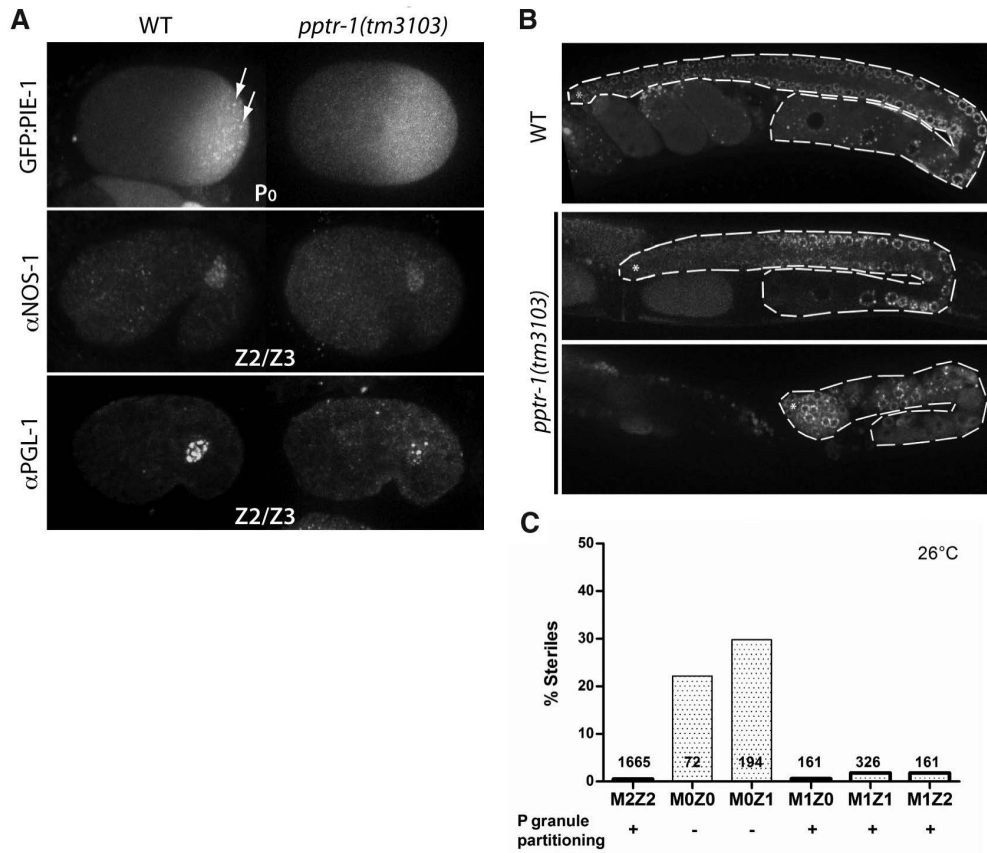 A
WT
pptr-1(tm3103)
GFP:PIE-1
P0
αNOS-1
Z2/Z3
αPGL-1
Z2/Z3
B
WT
*
pptr-1(tm3103)
*
*
C
26°C
% Steriles
50
40
30
20
10
0
1665
72
194
161
326
161
M2Z2
M0Z0
M0Z1
M1Z0
M1Z1
M1Z2
P granule
partitioning
+
-
-
+
+
+